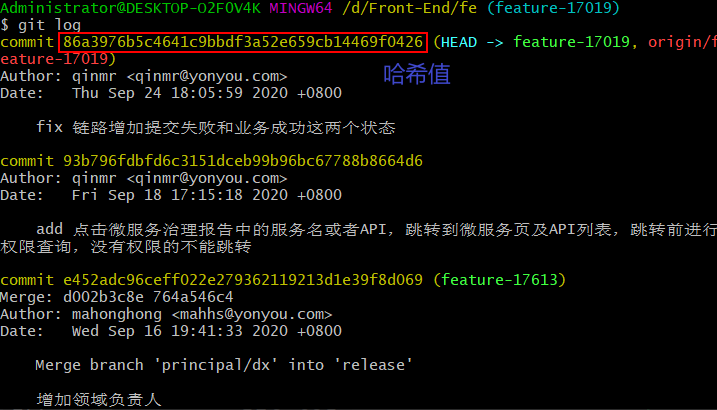 Administrator@DESKTOP-O2F0V4K MINGW64 /d/Front-End/fe (feature-17019)
$ git log
commit 86a3976b5c4641c9bbdf3a52e659cb14469f0426 (HEAD -> feature-17019, origin/f
eature-17019)
Author: qinmr <qinmr@yonyou.com>
哈希值
Date:   Thu Sep 24 18:05:59 2020 +0800
fix 链路增加提交失败和业务成功这两个状态
commit 93b796fdbfd6c3151dceb99b96bc67788b8664d6
Author: qinmr <qinmr@yonyou.com>
Date:   Fri Sep 18 17:15:18 2020 +0800
add 点击微服务治理报告中的服务名或者API，跳转到微服务页及API列表，跳转前进行
权限查询，没有权限的不能跳转
commit e452adc96ceff022e279362119213d1e39f8d069 (feature-17613)
Merge: d002b3c8e 764a546c4
Author: mahonghong <mahhs@yonyou.com>
Date:   Wed Sep 16 19:41:33 2020 +0800
Merge branch 'principal/dx' into 'release'
增加领域负责人